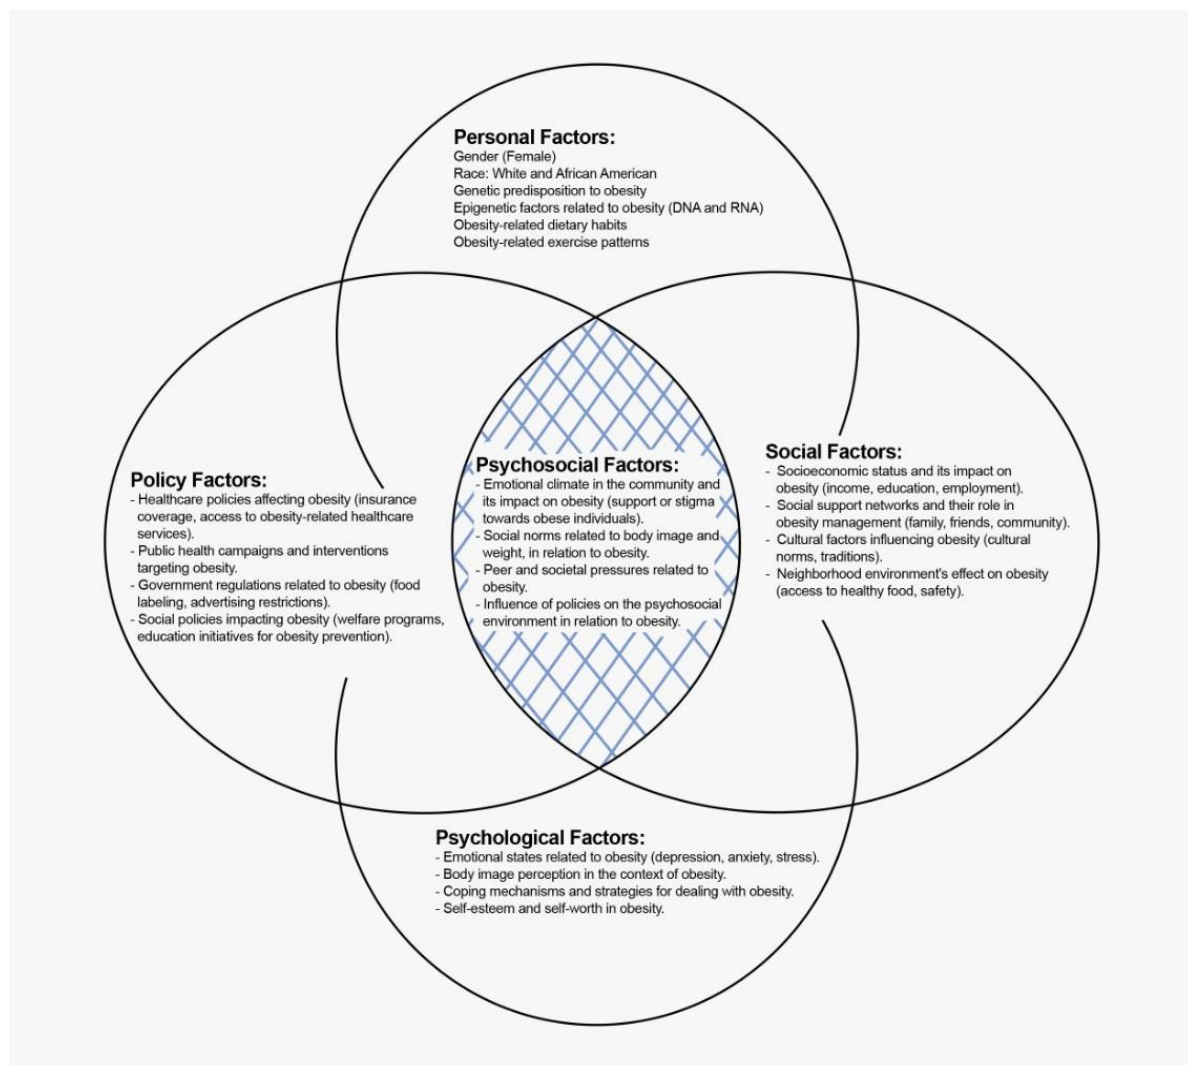 Personal Factors:
Gender (Female)
Race: White and African American
Genetic predisposition to obesity
Epigenetic factors related to obesity (DNA and RNA)
Obesity-related dietary habits
Obesity-related exercise patterns
Policy Factors:
- Healthcare policies affecting obesity (insurance
coverage, access to obesity-related healthcare
services).
- Public health campaigns and interventions
targeting obesity.
- Government regulations related to obesity (food
labeling, advertising restrictions).
- Social policies impacting obesity (welfare programs,
education initiatives for obesity prevention).
Psychosocial Factors:
- Emotional climate in the community and
its impact on obesity (support or stigma
towards obese individuals).
- Social norms related to body image and
weight, in relation to obesity.
- Peer and societal pressures related to
obesity.
- Influence of policies on the psychosocial
environment in relation to obesity.
Social Factors:
- Socioeconomic status and its impact on
obesity (income, education, employment).
- Social support networks and their role in
obesity management (family, friends, community).
- Cultural factors influencing obesity (cultural
norms, traditions).
- Neighborhood environment's effect on obesity
(access to healthy food, safety).
Psychological Factors:
- Emotional states related to obesity (depression, anxiety, stress).
- Body image perception in the context of obesity.
- Coping mechanisms and strategies for dealing with obesity.
- Self-esteem and self-worth in obesity.